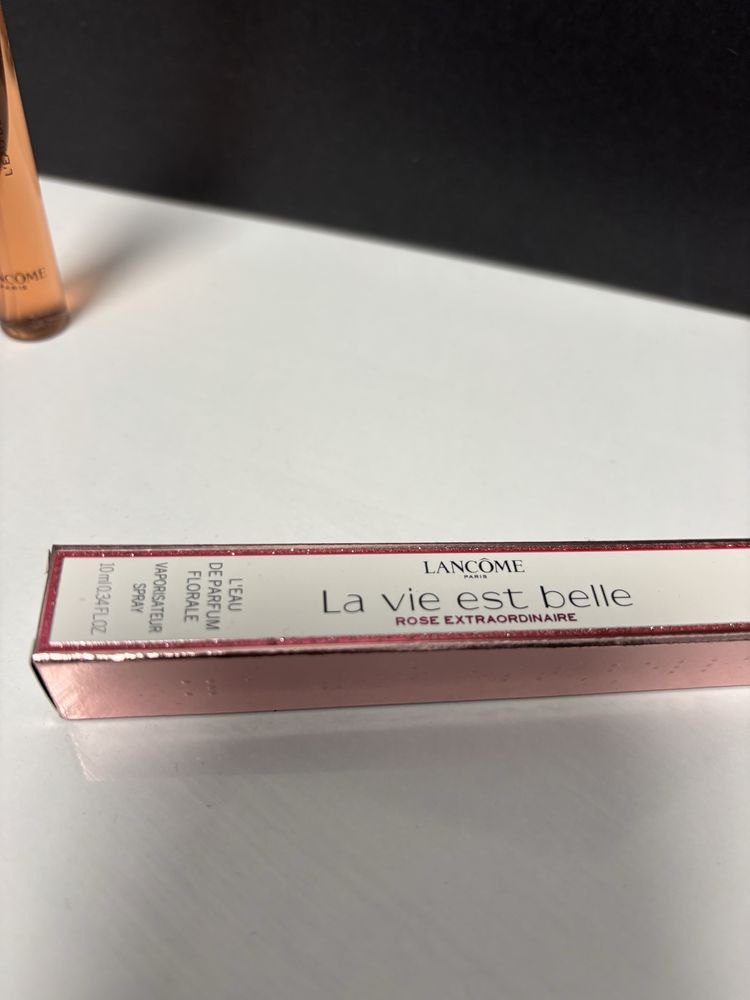 LANCÔME
PARIS
La vie est belle
ROSE EXTRAORDINAIRE
L'EAU
DE PARFUM
FLORALE
VAPORISATEUR
SPRAY
10 ml 0.34 FL.OZ
PARIS